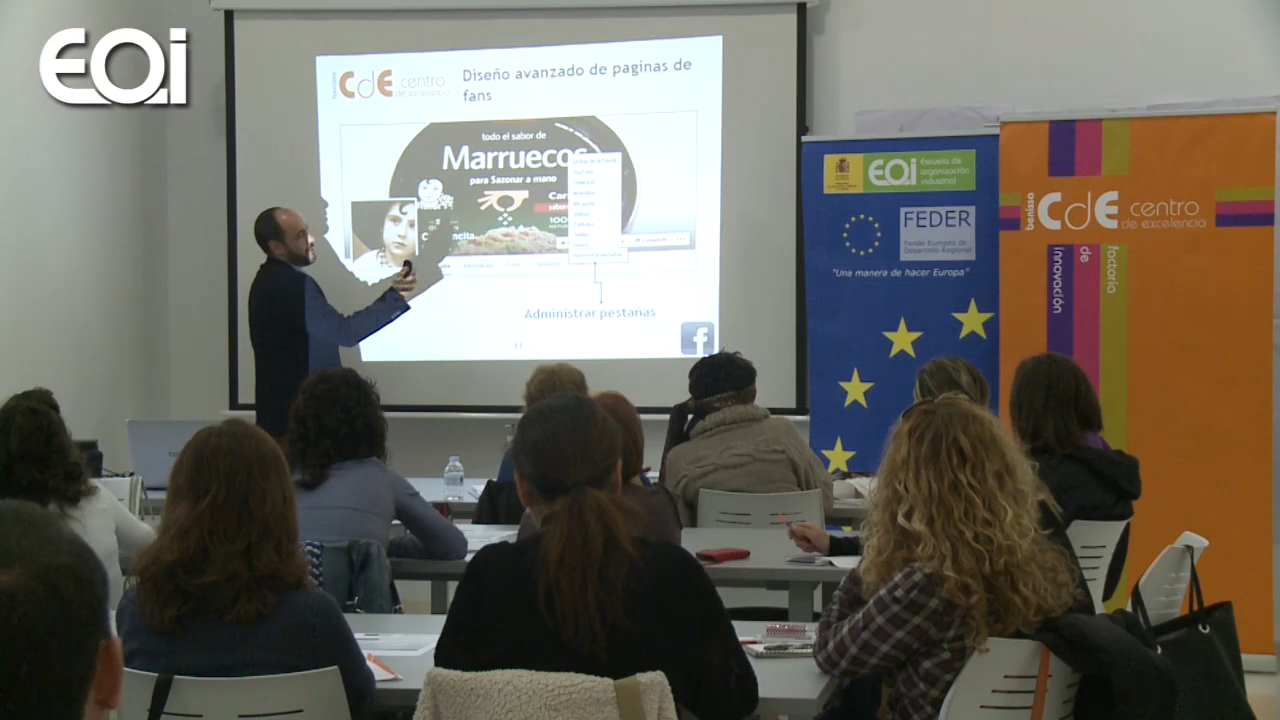 EOi
benissa
CdE centro
de excelencia
Diseño avanzado de paginas de
fans
todo el sabor de
Marruecos
para Sazonar a mano
Administrar pestañas
f
EOi Escuela de
organización
industrial
FEDER
Fondo Europeo de
Desarrollo Regional
"Una manera de hacer Europa"
benissa
CdE centro
de excelencia
factoría
de
innovación